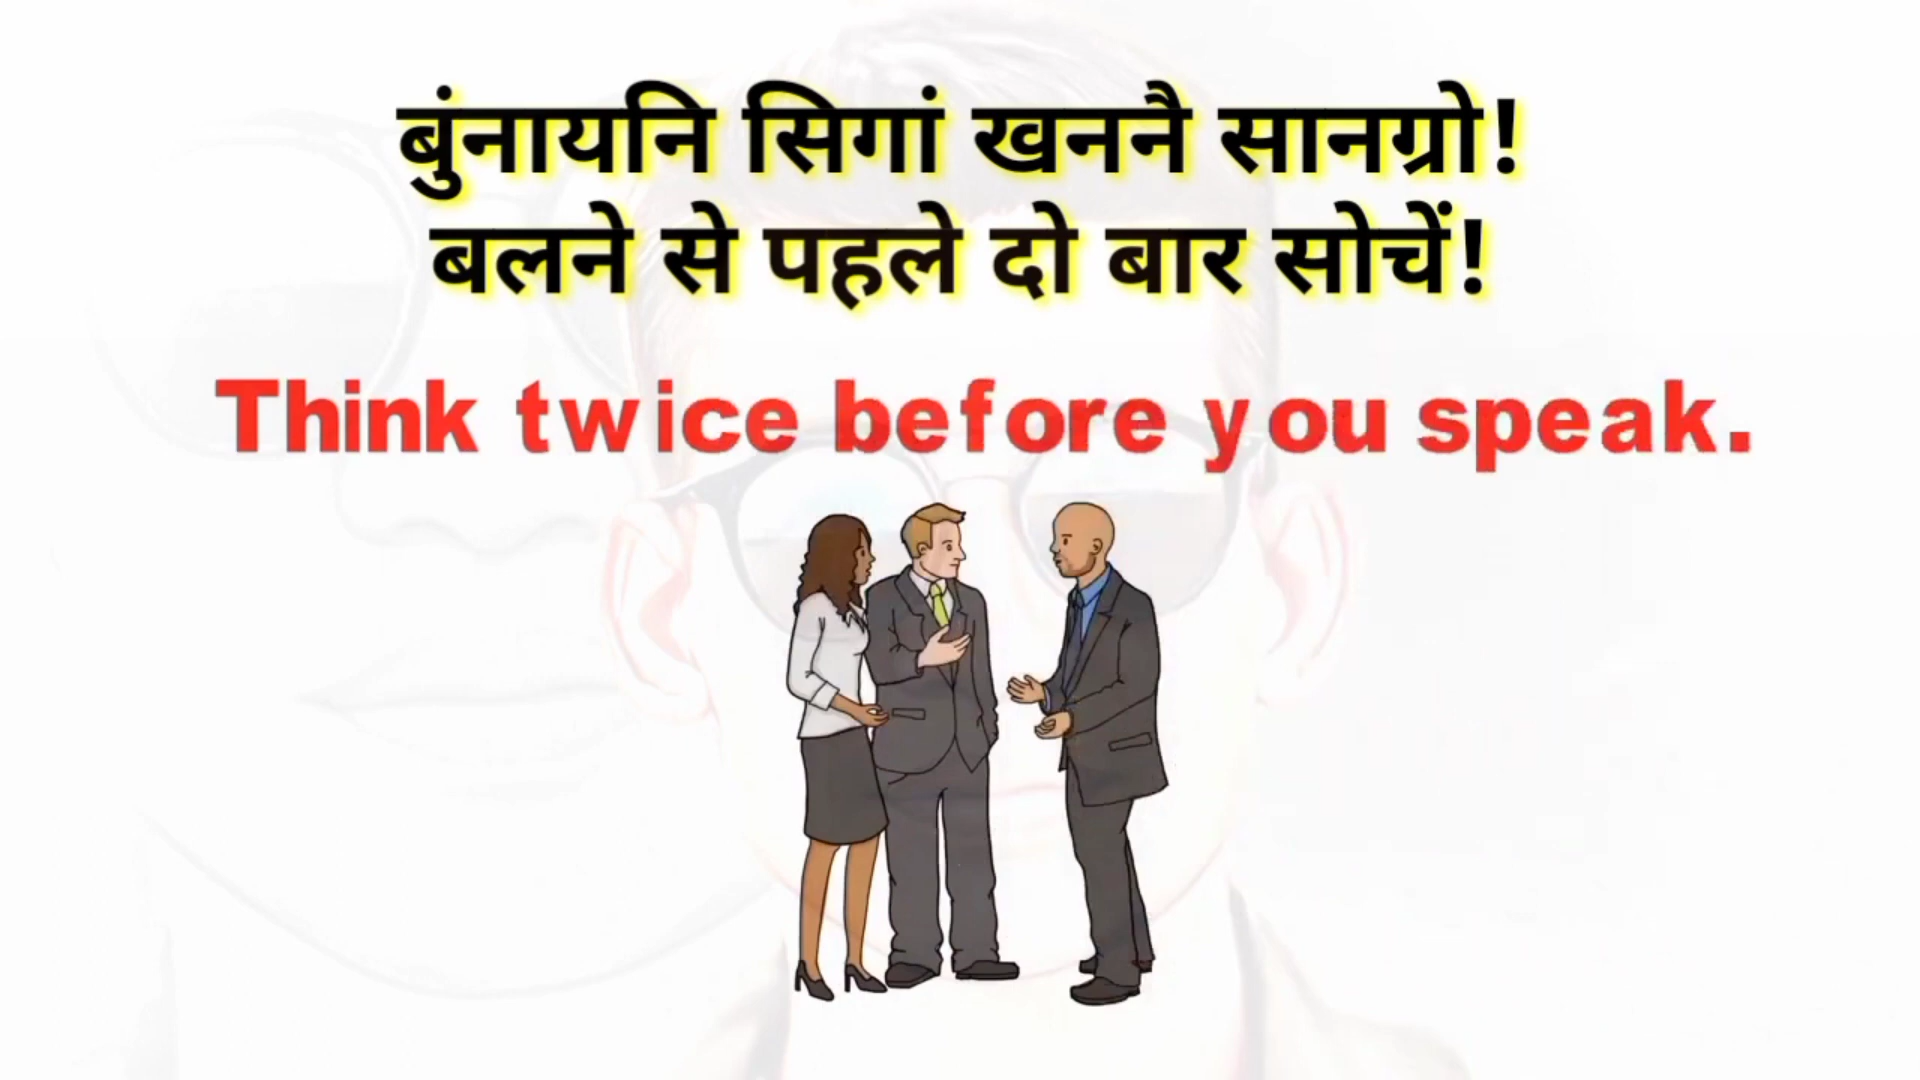 बुंनायनि सिगां खननै सानग्रो!
बलने से पहले दो बार सोचें!
Think twice before you speak.